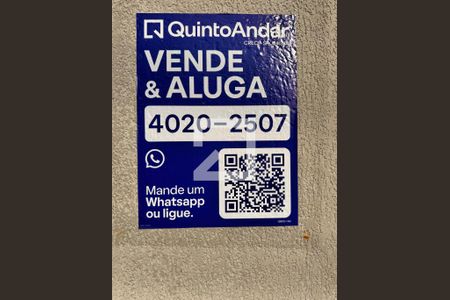 QuintoAndar
VENDE
& ALUGA
4020-2507
Mande um
Whatsapp
ou ligue.